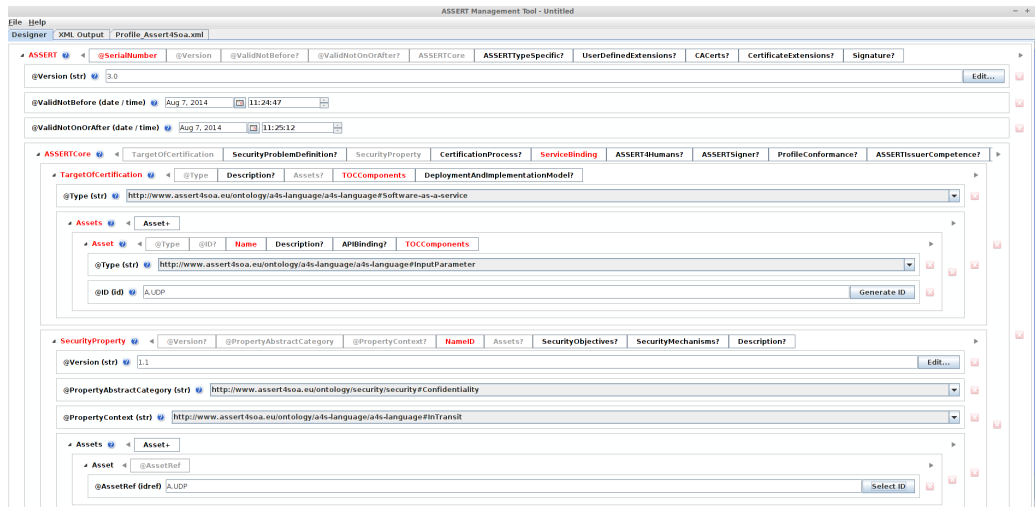 ASSERT Management Tool - Untitled
File Help
Designer XML Output Profile_Assert4Soa.xml
ASSERT @SerialNumber @Version @ValidNotBefore? @ValidNotOnOrAfter? ASSERTCore ASSERTTypeSpecific? UserDefinedExtensions? CACerts? CertificateExtensions? Signature?
@Version (str) 3.0 Edit...
@ValidNotBefore (date / time) Aug 7, 2014 11:24:47
@ValidNotOnOrAfter (date / time) Aug 7, 2014 11:25:12
ASSERTCore TargetOfCertification SecurityProblemDefinition? SecurityProperty CertificationProcess? ServiceBinding ASSERT4Humans? ASSERTSigner? ProfileConformance? ASSERTIssuerCompetence?
TargetOfCertification @Type Description? Assets? TOCComponents DeploymentAndImplementationModel?
@Type (str) http://www.assert4soa.eu/ontology/a4s-language/a4s-language#Software-as-a-service
Assets Asset+
Asset @Type @ID? Name Description? APIBinding? TOCComponents
@Type (str) http://www.assert4soa.eu/ontology/a4s-language/a4s-language#InputParameter
@ID (id) A.UDP Generate ID
SecurityProperty @Version? @PropertyAbstractCategory @PropertyContext? NameID Assets? SecurityObjectives? SecurityMechanisms? Description?
@Version (str) 1.1 Edit...
@PropertyAbstractCategory (str) http://www.assert4soa.eu/ontology/security/security#Confidentiality
@PropertyContext (str) http://www.assert4soa.eu/ontology/a4s-language/a4s-language#InTransit
Assets Asset+
Asset @AssetRef
@AssetRef (idref) A.UDP Select ID